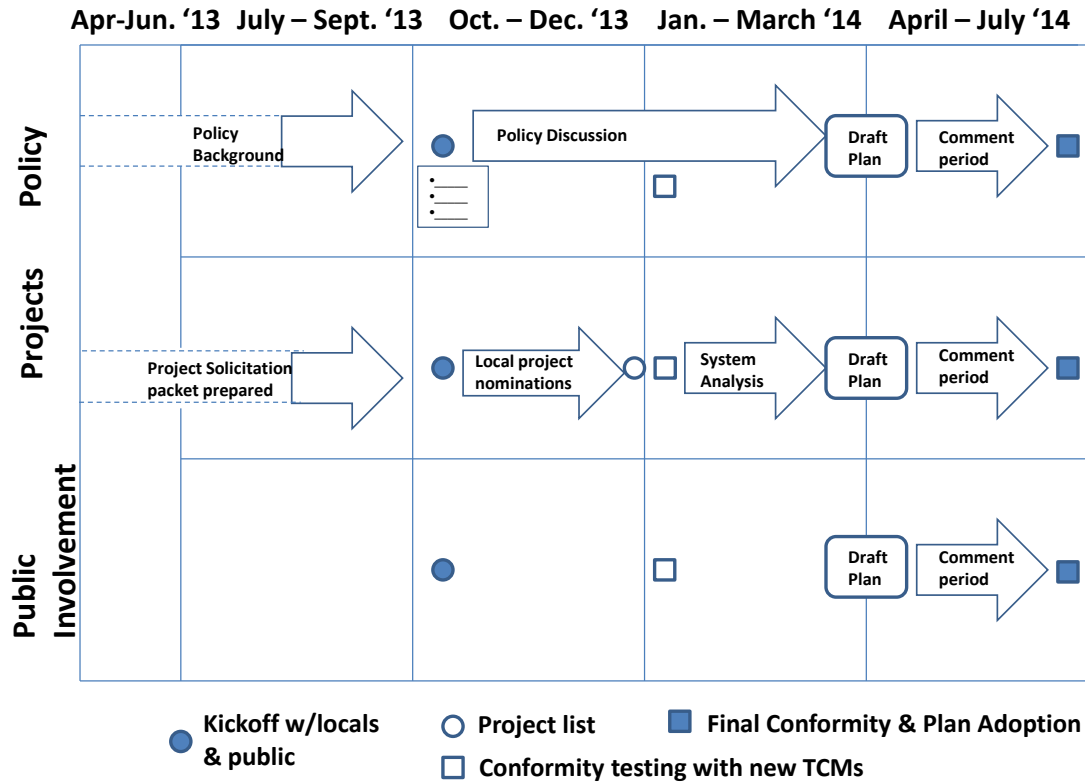 Apr-Jun. ‘13 July – Sept. ‘13 Oct. – Dec. ‘13 Jan. – March ‘14 April – July ‘14
Policy
Policy
Background
Policy Discussion
Draft
Plan
Comment
period
Projects
Project Solicitation
packet prepared
Local project
nominations
System
Analysis
Draft
Plan
Comment
period
Public
Involvement
Draft
Plan
Comment
period
Kickoff w/locals
& public
Project list
Final Conformity & Plan Adoption
Conformity testing with new TCMs